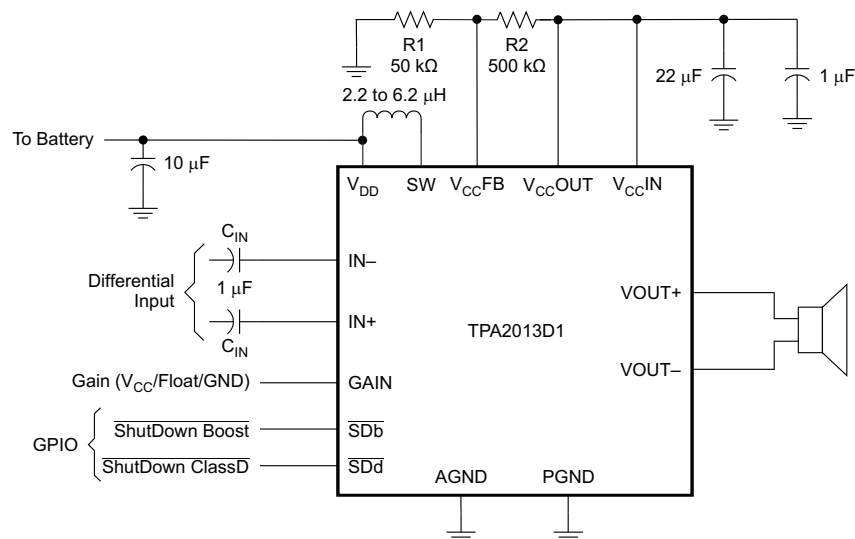 R1
50 kΩ
R2
500 kΩ
22 μF
1 μF
2.2 to 6.2 μH
To Battery
10 μF
VDD
SW
VCCFB
VCCOUT
VCCIN
CIN
IN–
Differential
Input
1 μF
IN+
CIN
VOUT+
TPA2013D1
VOUT–
Gain (VCC/Float/GND)
GAIN
GPIO
ShutDown Boost
SDb
ShutDown ClassD
SDd
AGND
PGND